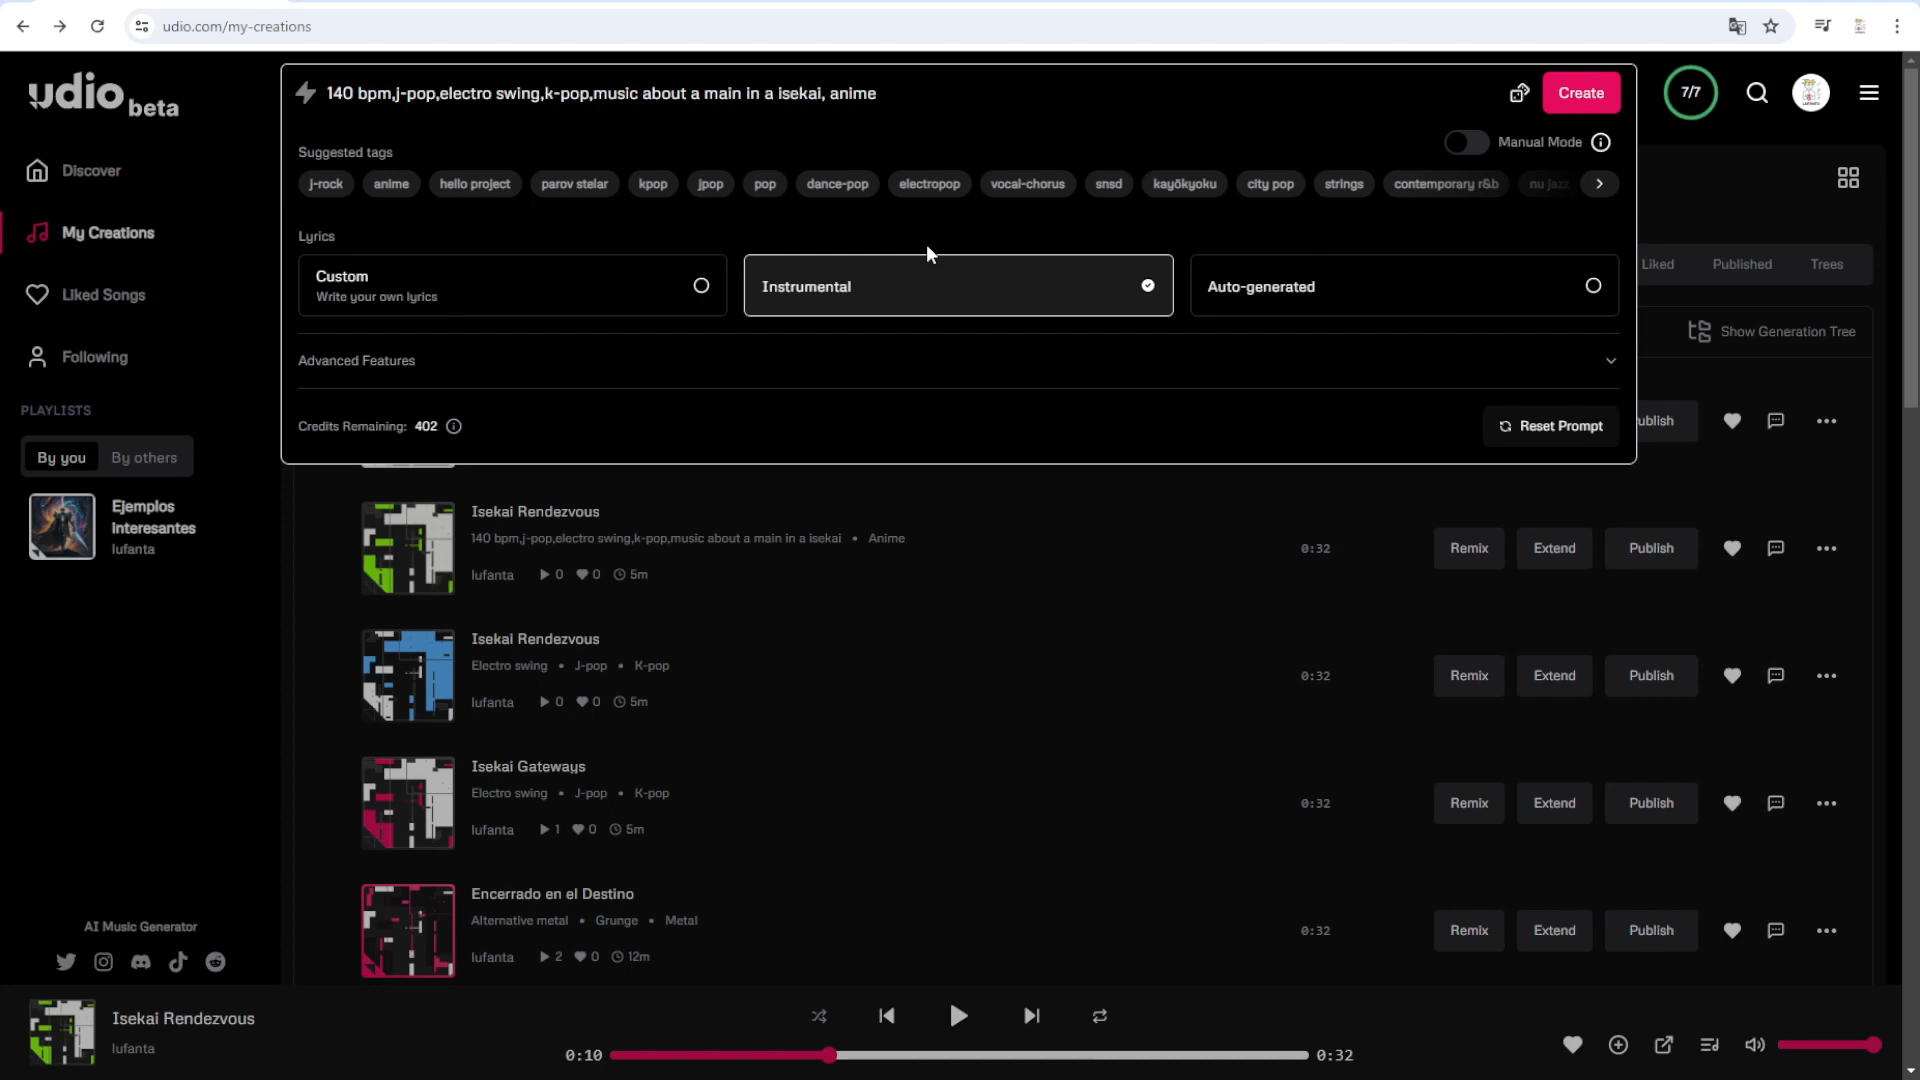 udio.com/my-creations
udio beta
140 bpm,j-pop,electro swing,k-pop,music about a main in a isekai, anime
Create
7/7
Manual Mode
Suggested tags
j-rock anime hello project parov stelar kpop jpop pop dance-pop electropop vocal-chorus snsd kayōkyoku city pop strings contemporary r&b nu jazz
Discover
My Creations
Liked Songs
Following
PLAYLISTS
By you By others
Ejemplos
interesantes
lufanta
Lyrics
Custom
Write your own lyrics
Instrumental
Auto-generated
Liked Published Trees
Show Generation Tree
Advanced Features
Credits Remaining: 402
Reset Prompt
ublish
Isekai Rendezvous
140 bpm,j-pop,electro swing,k-pop,music about a main in a isekai • Anime
lufanta 0 0 5m
0:32
Remix Extend Publish
Isekai Rendezvous
Electro swing • J-pop • K-pop
lufanta 0 0 5m
0:32
Remix Extend Publish
Isekai Gateways
Electro swing • J-pop • K-pop
lufanta 1 0 5m
0:32
Remix Extend Publish
Encerrado en el Destino
Alternative metal • Grunge • Metal
lufanta 2 0 12m
0:32
Remix Extend Publish
AI Music Generator
Isekai Rendezvous
lufanta
0:10
0:32